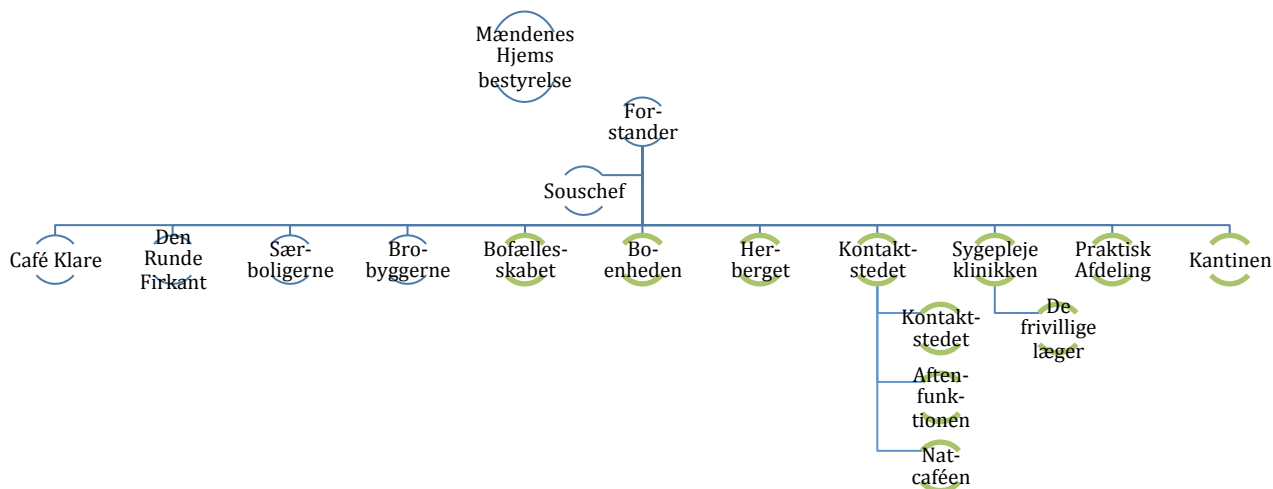 Mændenes
Hjems
bestyrelse
For-
stander
Souschef
Café Klare
Den
Runde
Firkant
Sær-
boligerne
Bro-
byggerne
Bofælles-
skabet
Bo-
enheden
Her-
berget
Kontakt-
stedet
Sygepleje
klinikken
Praktisk
Afdeling
Kantinen
Kontakt-
stedet
De
frivillige
læger
Aften-
funk-
tionen
Nat-
caféen